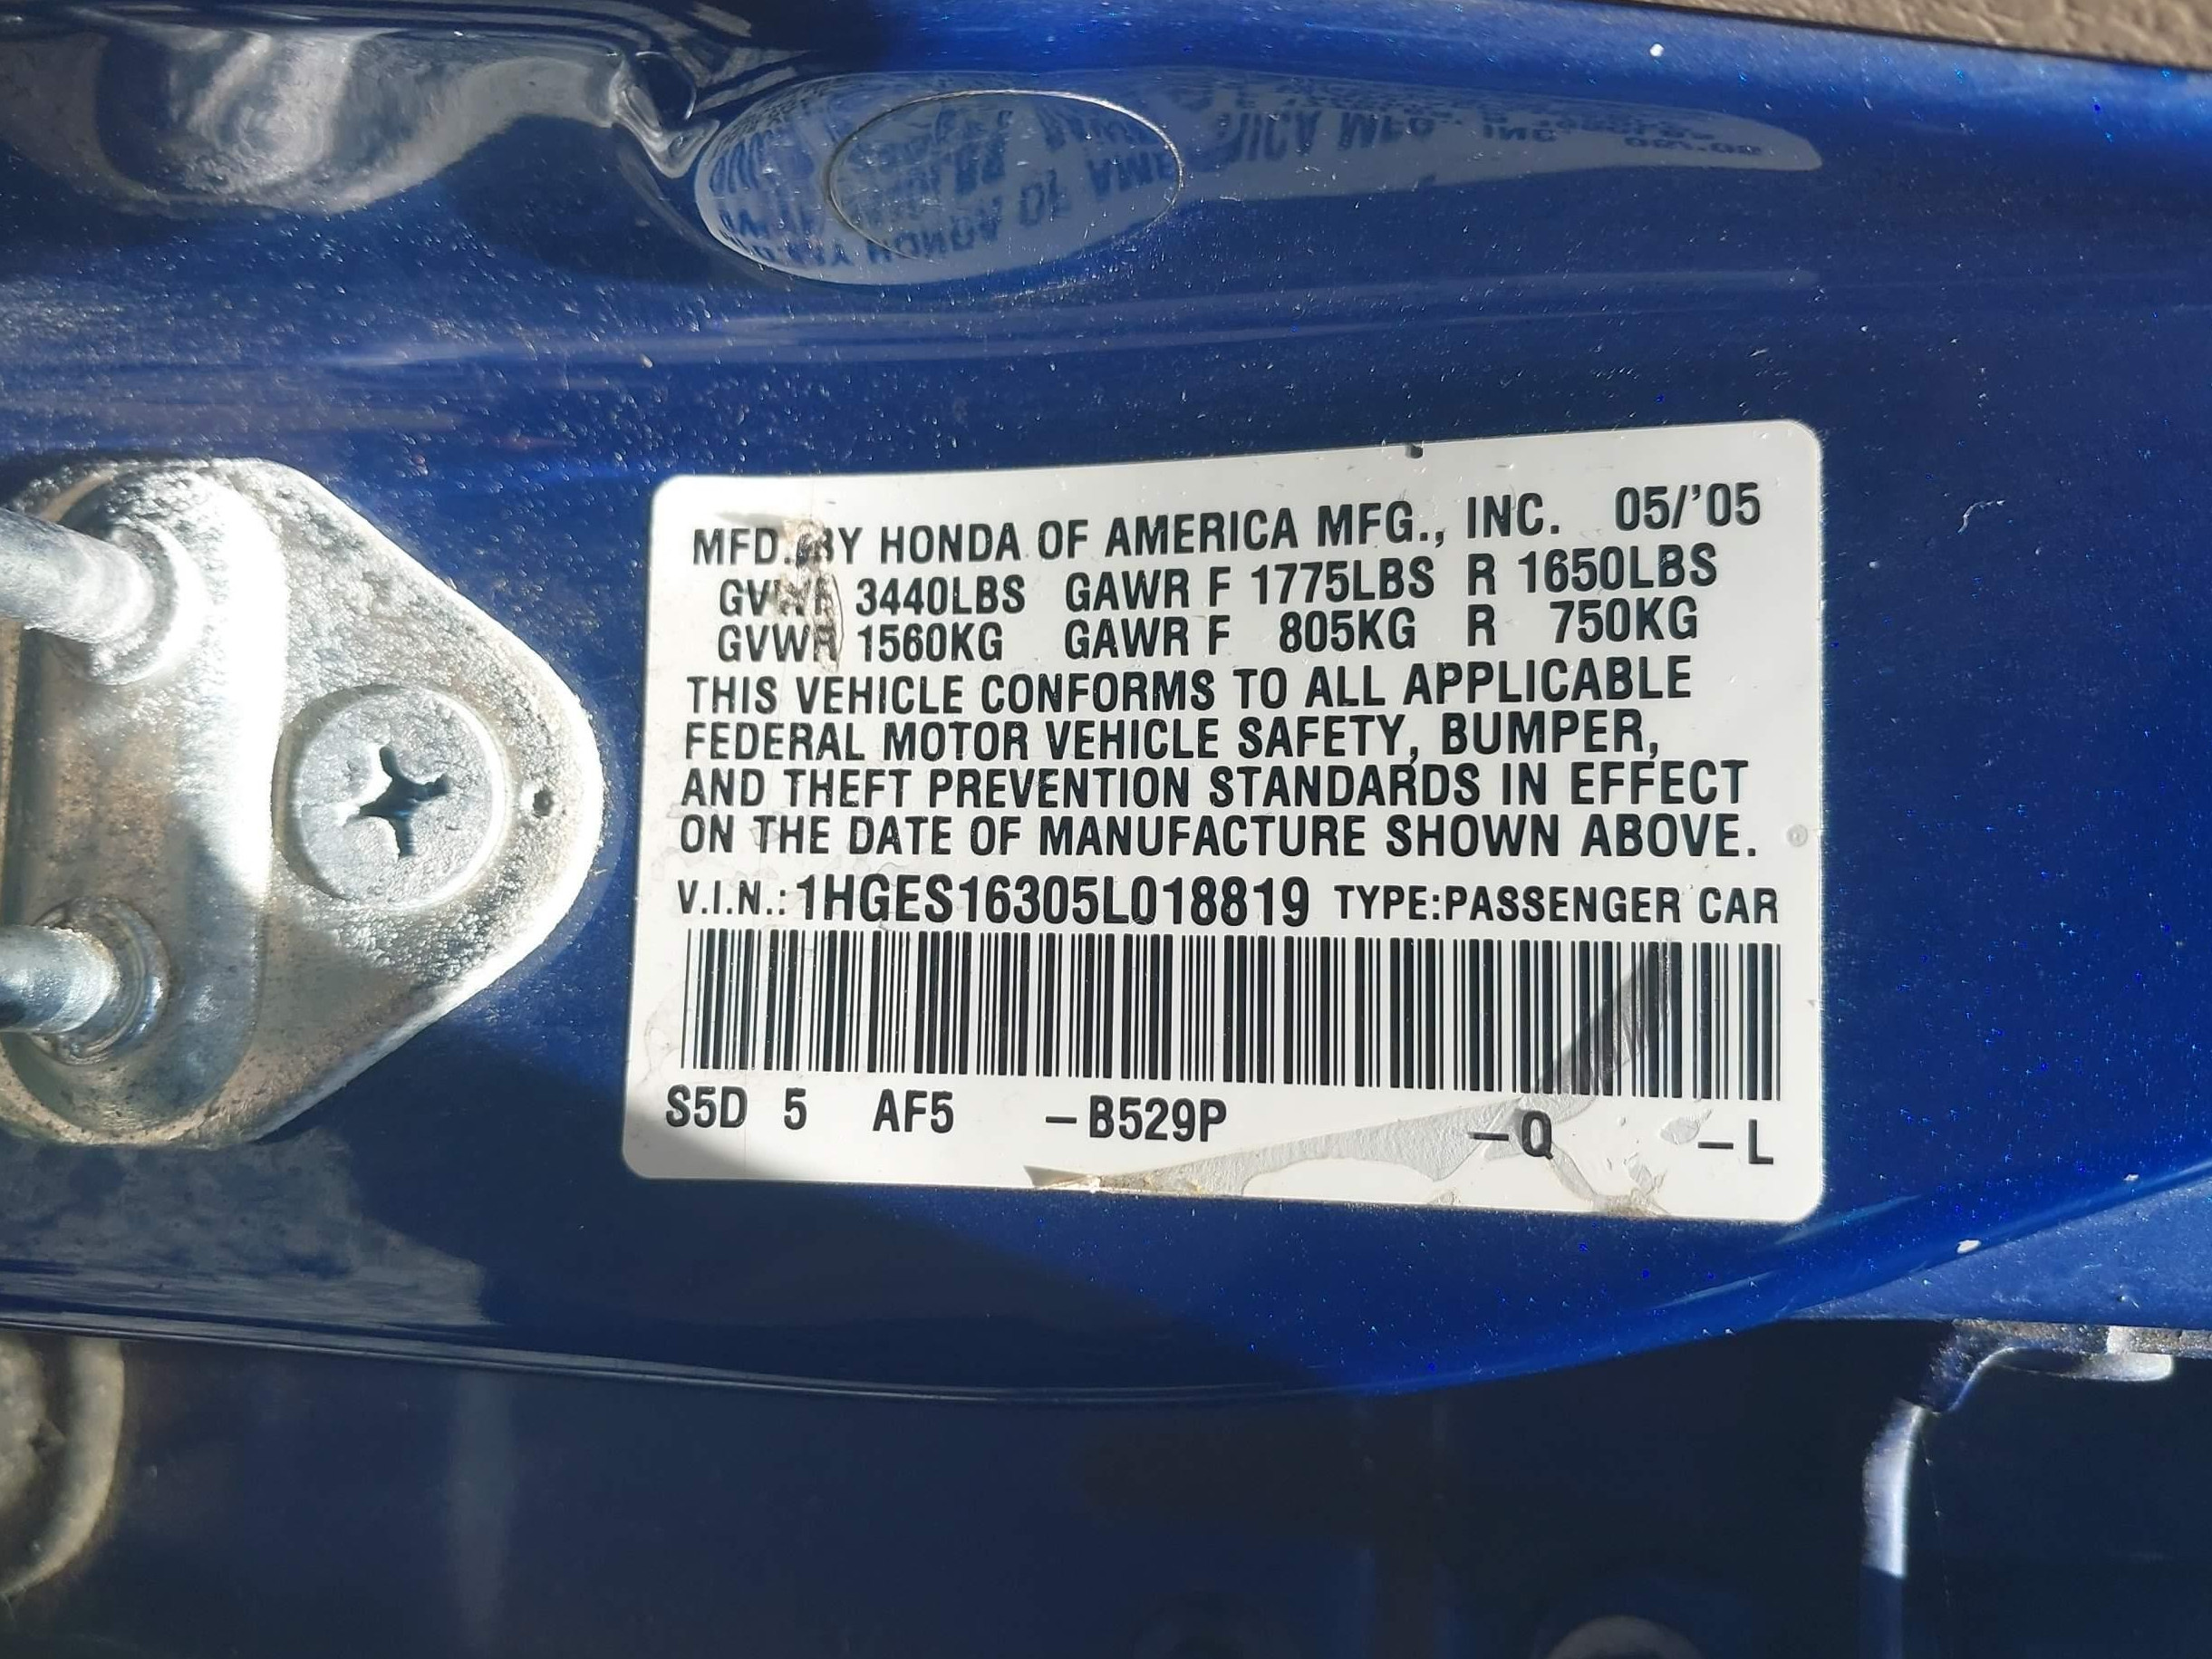 MFD. BY HONDA OF AMERICA MFG., INC. 05/'05
GVWR 3440LBS GAWR F 1775LBS R 1650LBS
GVWR 1560KG GAWR F 805KG R 750KG
THIS VEHICLE CONFORMS TO ALL APPLICABLE
FEDERAL MOTOR VEHICLE SAFETY, BUMPER,
AND THEFT PREVENTION STANDARDS IN EFFECT
ON THE DATE OF MANUFACTURE SHOWN ABOVE.
V.I.N.: 1HGES16305L018819 TYPE:PASSENGER CAR
S5D 5 AF5 –B529P –Q –L